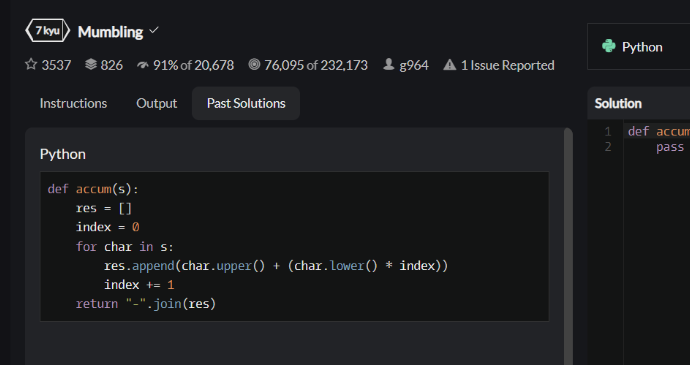 7 kyu Mumbling
3537 826 91% of 20,678 76,095 of 232,173 g964 1 Issue Reported
Instructions Output Past Solutions
Python
def accum(s):
    res = []
    index = 0
    for char in s:
        res.append(char.upper() + (char.lower() * index))
        index += 1
    return "-".join(res)
Python
Solution
1 def accum
2     pass